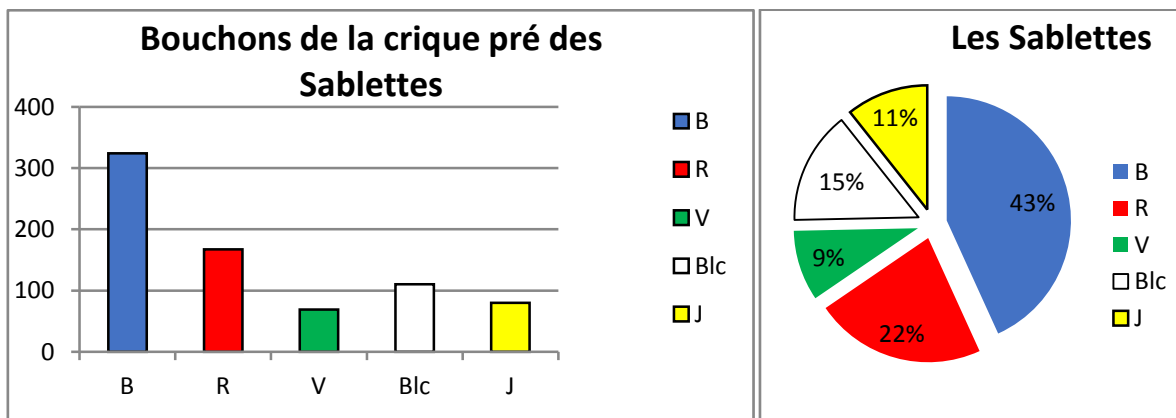 Bouchons de la crique pré des
Sablettes
400
300
200
100
0
B
R
V
Blc
J
B
R
V
Blc
J
Les Sablettes
11%
15%
43%
9%
22%
B
R
V
Blc
J